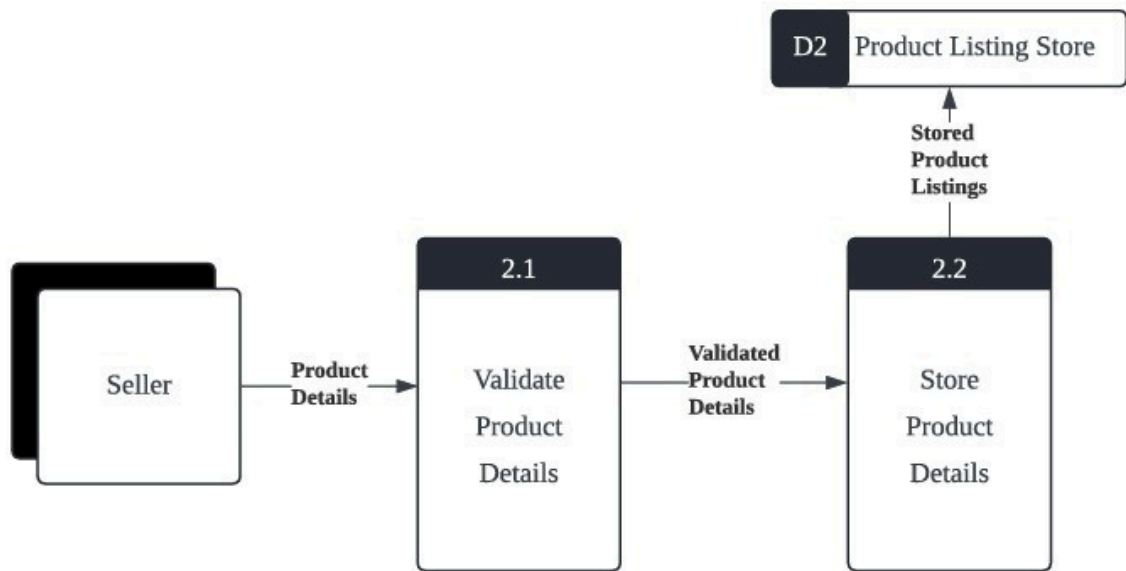 D2 Product Listing Store
Stored
Product
Listings
2.1
2.2
Seller
Product
Details
Validate
Product
Details
Validated
Product
Details
Store
Product
Details